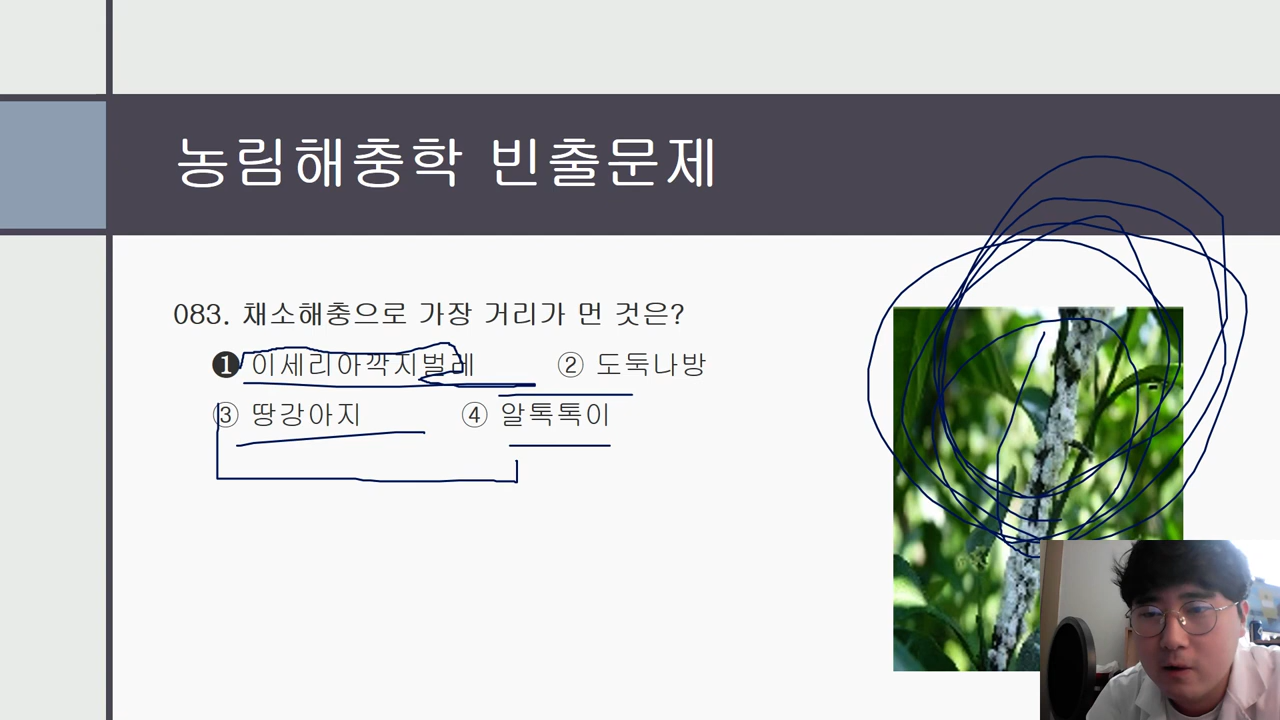 농림해충학 빈출문제
083. 채소해충으로 가장 거리가 먼 것은?
❶ 이세리아깍지벌레 ② 도둑나방
③ 땅강아지 ④ 알톡톡이